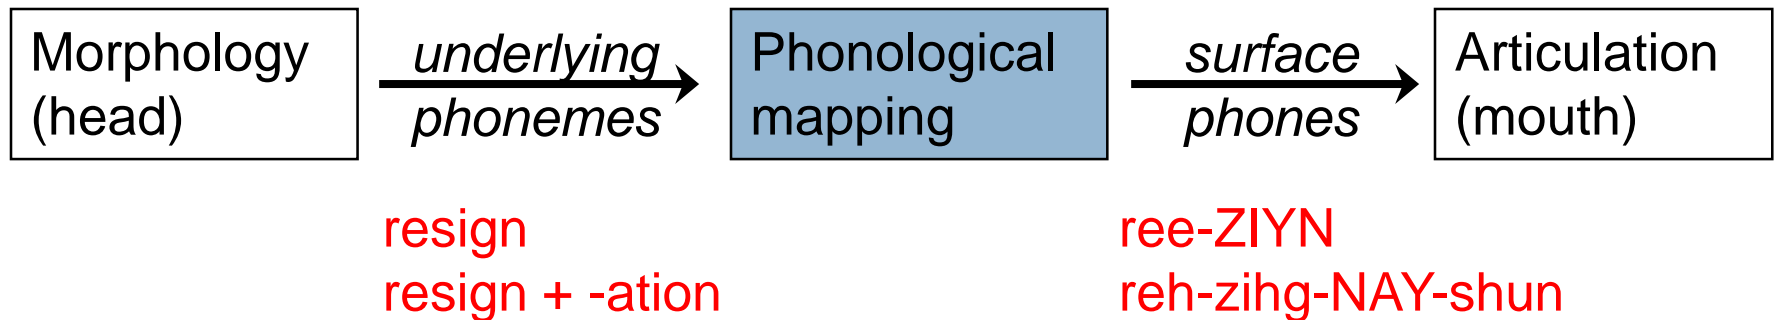 Morphology
(head)
underlying
phonemes
Phonological
mapping
surface
phones
Articulation
(mouth)
resign
resign + -ation
ree-ZIYN
reh-zihg-NAY-shun